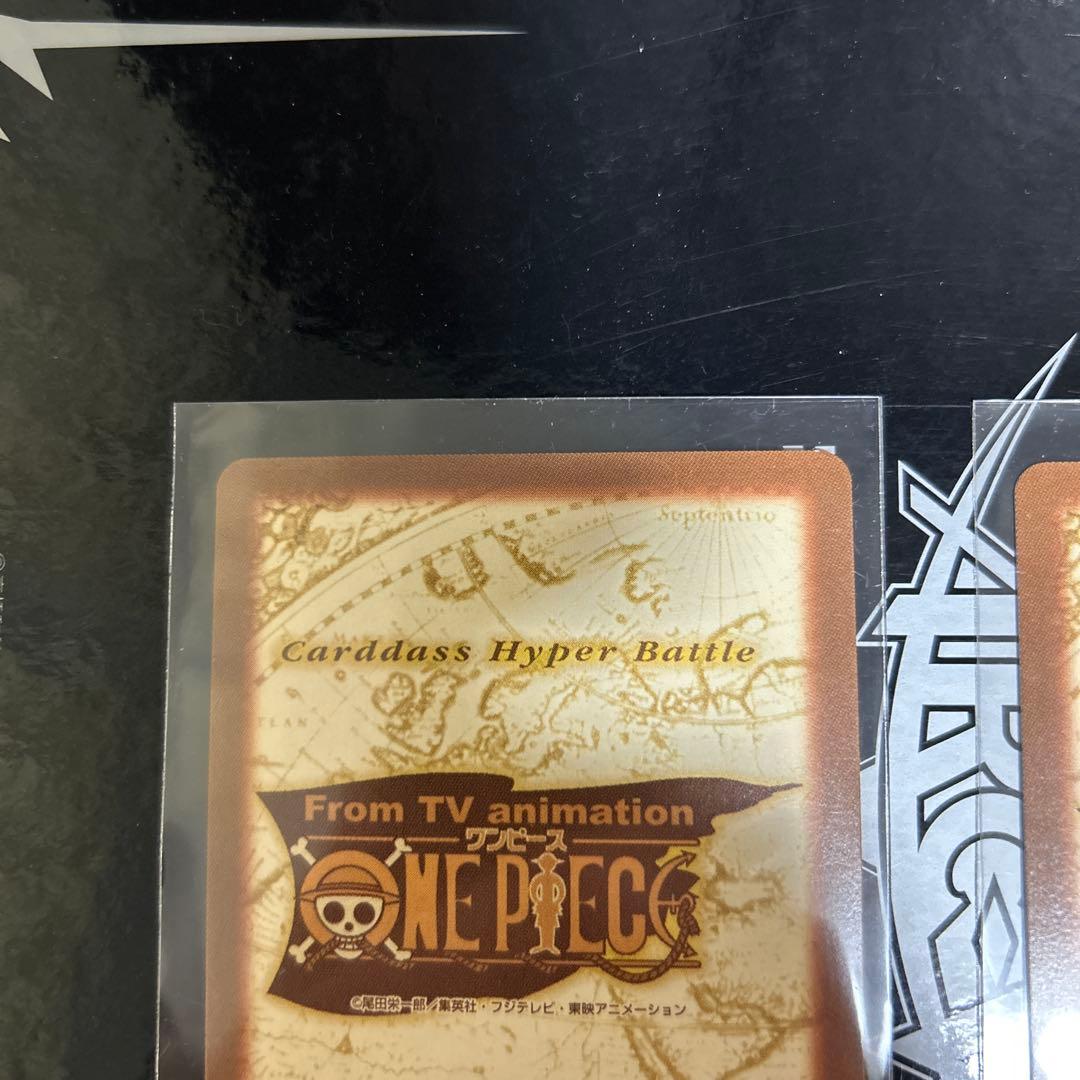 Septentrio
Carddass Hyper Battle
From TV animation
ワンピース
ONE PIECE
©尾田栄一郎／集英社・フジテレビ・東映アニメーション